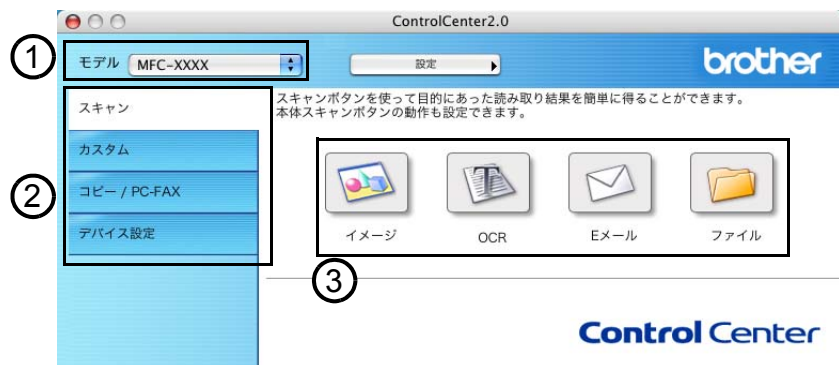 ControlCenter2.0
① モデル MFC-XXXX 設定 brother
スキャン
カスタム
② コピー / PC-FAX
デバイス設定
スキャンボタンを使って目的にあった読み取り結果を簡単に得ることができます。
本体スキャンボタンの動作も設定できます。
イメージ OCR Eメール ファイル
③
Control Center